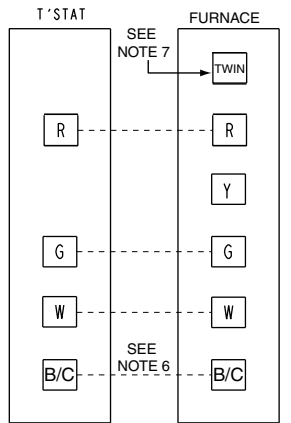 T'STAT
FURNACE
SEE
NOTE 7
TWIN
R
R
Y
G
G
W
W
SEE
NOTE 6
B/C
B/C